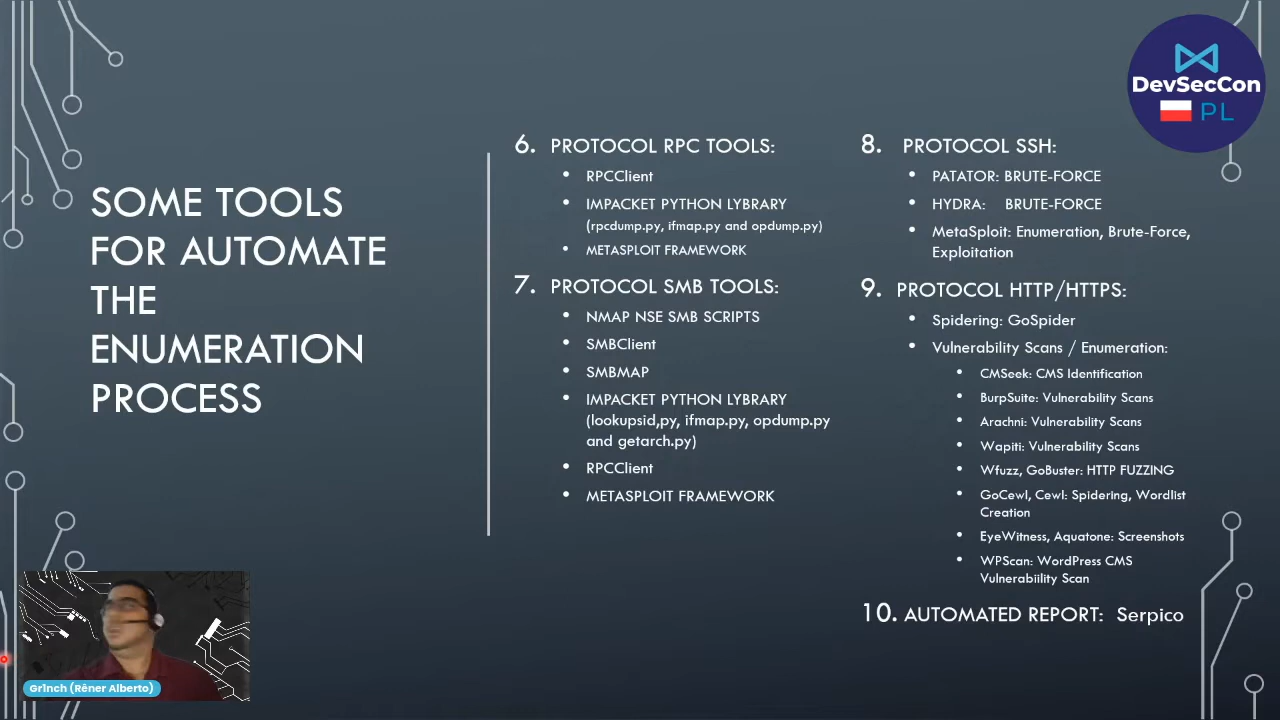 DevSecCon
PL
SOME TOOLS
FOR AUTOMATE
THE
ENUMERATION
PROCESS
6. PROTOCOL RPC TOOLS:
• RPCClient
• IMPACKET PYTHON LYBRARY
(rpcdump.py, ifmap.py and opdump.py)
• METASPLOIT FRAMEWORK
7. PROTOCOL SMB TOOLS:
• NMAP NSE SMB SCRIPTS
• SMBClient
• SMBMAP
• IMPACKET PYTHON LYBRARY
(lookupsid,py, ifmap.py, opdump.py
and getarch.py)
• RPCClient
• METASPLOIT FRAMEWORK
8. PROTOCOL SSH:
• PATATOR: BRUTE-FORCE
• HYDRA: BRUTE-FORCE
• MetaSploit: Enumeration, Brute-Force,
Exploitation
9. PROTOCOL HTTP/HTTPS:
• Spidering: GoSpider
• Vulnerability Scans / Enumeration:
• CMSeek: CMS Identification
• BurpSuite: Vulnerability Scans
• Arachni: Vulnerability Scans
• Wapiti: Vulnerability Scans
• Wfuzz, GoBuster: HTTP FUZZING
• GoCewl, Cewl: Spidering, Wordlist
Creation
• EyeWitness, Aquatone: Screenshots
• WPScan: WordPress CMS
Vulnerabiility Scan
10. AUTOMATED REPORT: Serpico
Gr1nch (Rêner Alberto)